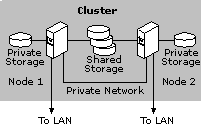 Cluster
Private
Storage
Shared
Storage
Private
Storage
Node 1
Node 2
Private Network
To LAN
To LAN